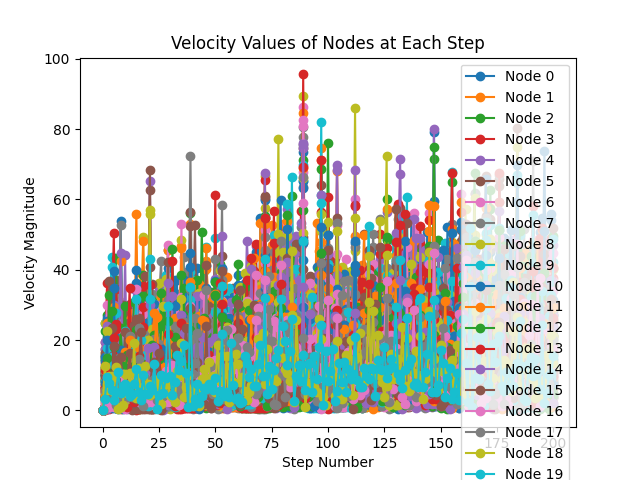 Velocity Values of Nodes at Each Step
Velocity Magnitude
100
80
60
40
20
0
0
25
50
75
100
125
150
175
200
Step Number
Node 0
Node 1
Node 2
Node 3
Node 4
Node 5
Node 6
Node 7
Node 8
Node 9
Node 10
Node 11
Node 12
Node 13
Node 14
Node 15
Node 16
Node 17
Node 18
Node 19